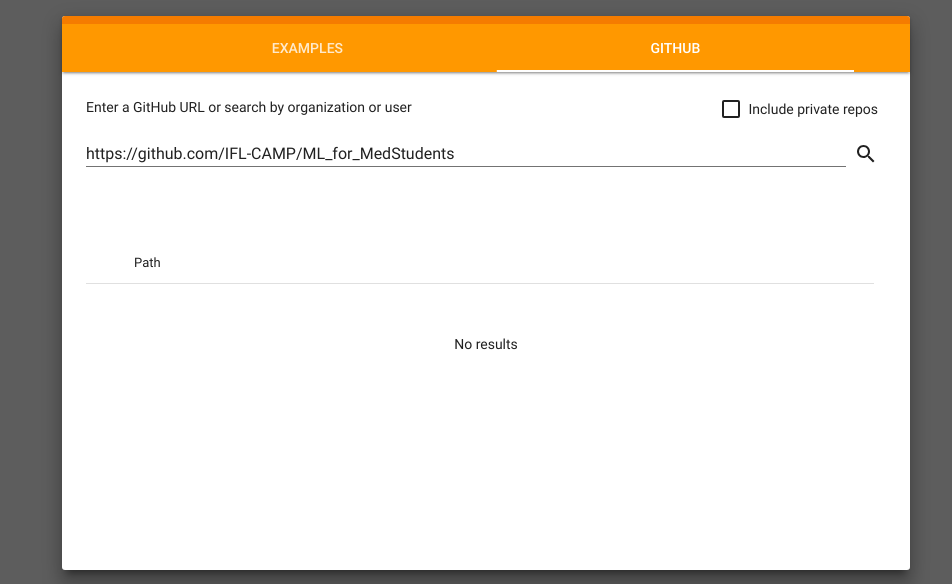 EXAMPLES
GITHUB
Enter a GitHub URL or search by organization or user
Include private repos
https://github.com/IFL-CAMP/ML_for_MedStudents
Path
No results